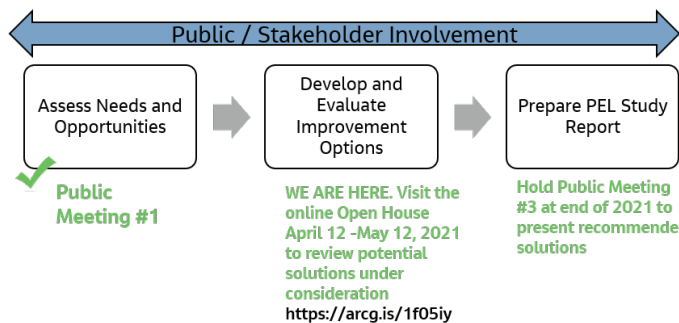 Public / Stakeholder Involvement
Assess Needs and
Opportunities
Develop and
Evaluate
Improvement
Options
Prepare PEL Study
Report
Public
Meeting #1
WE ARE HERE. Visit the
online Open House
April 12 -May 12, 2021
to review potential
solutions under
consideration
https://arcg.is/1f05iy
Hold Public Meeting
#3 at end of 2021 to
present recommende
solutions